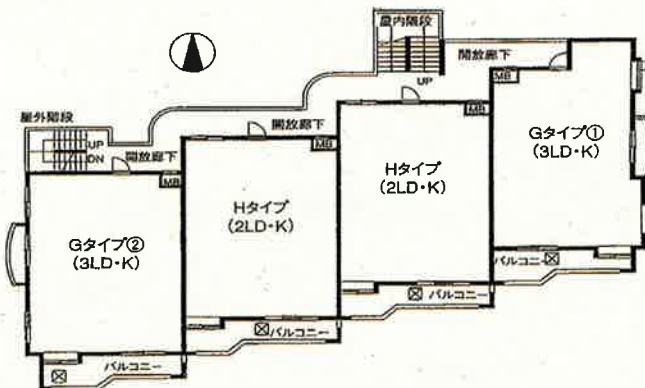 屋内階段
開放廊下
UP
MB
Gタイプ①
(3LD・K)
バルコニー
MB
Hタイプ
(2LD・K)
バルコニー
開放廊下
MB
Hタイプ
(2LD・K)
バルコニー
屋外階段
UP
DN
開放廊下
MB
Gタイプ②
(3LD・K)
バルコニー